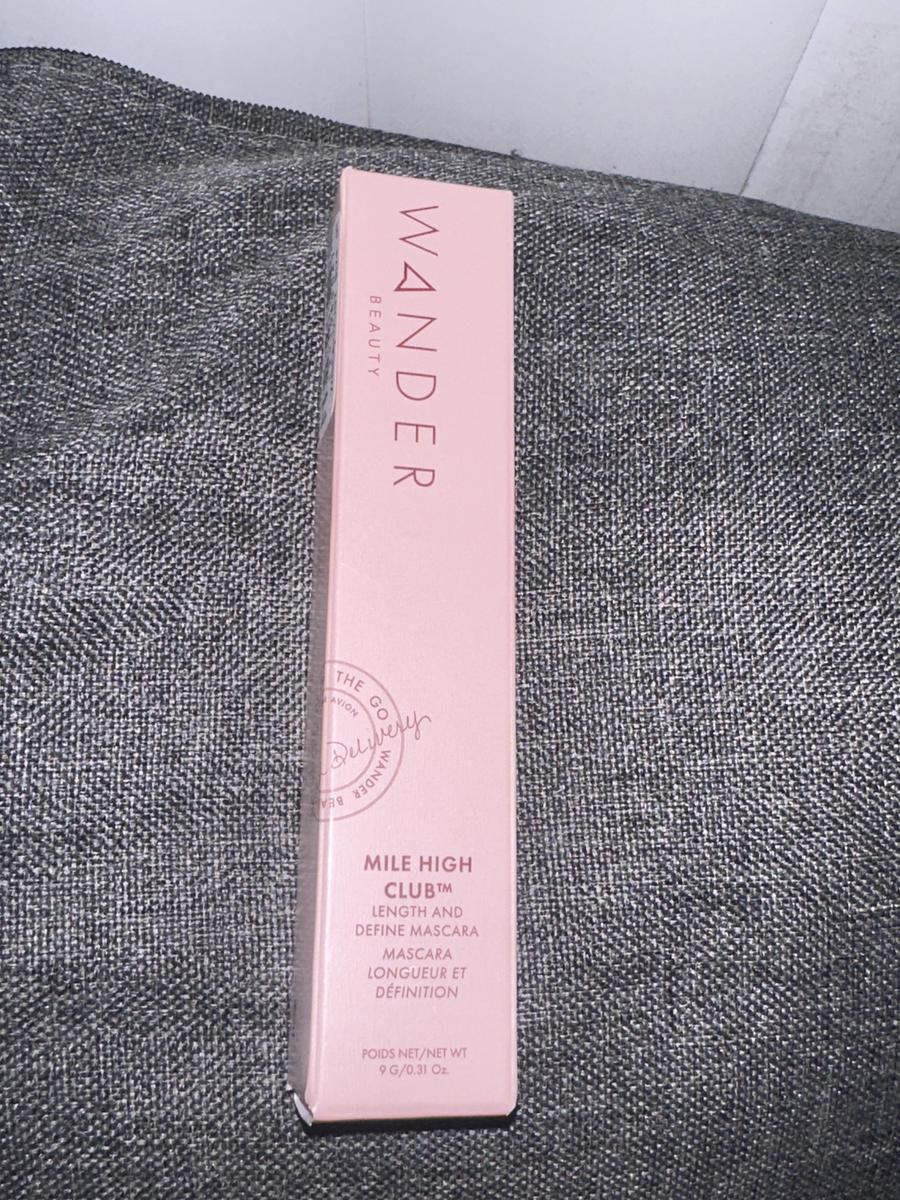 WANDER
BEAUTY
THE GO
AVION
Delivery
WANDER
MILE HIGH
CLUB™
LENGTH AND
DEFINE MASCARA
MASCARA
LONGUEUR ET
DÉFINITION
POIDS NET/NET WT
9 G/0.31 Oz.